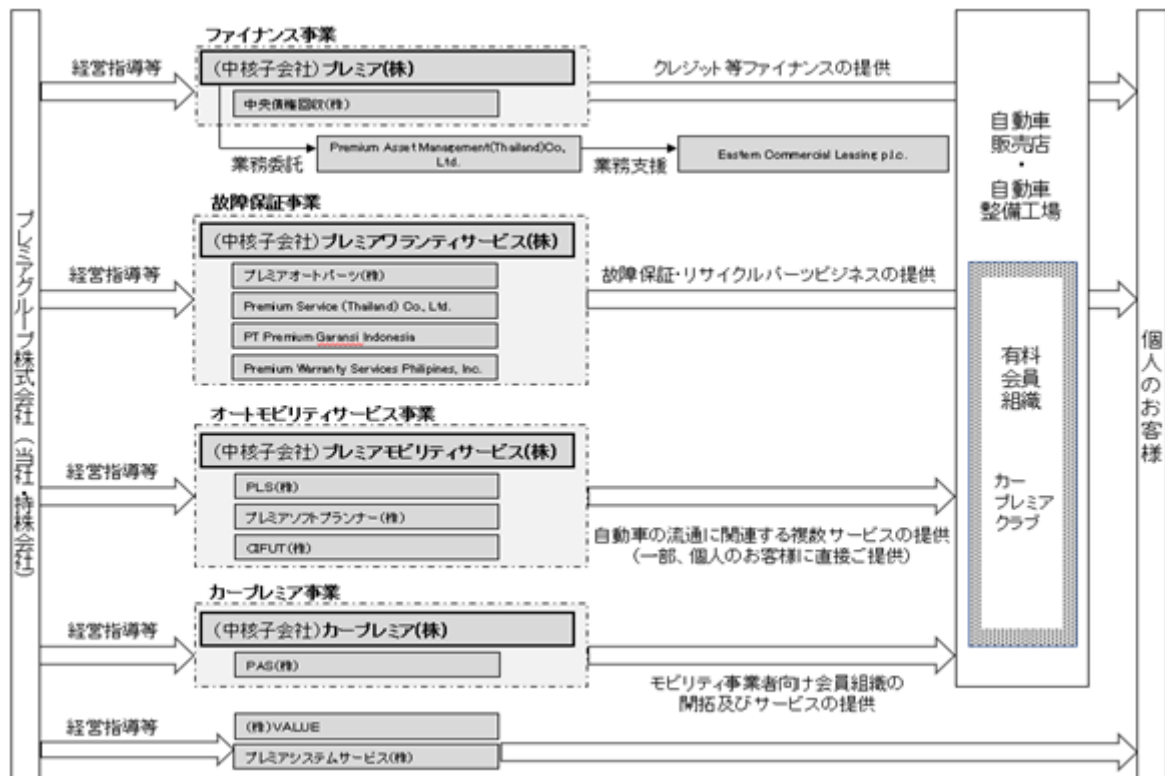 プレミアグループ株式会社(当社・持株会社)
ファイナンス事業
経営指導等
(中核子会社)プレミア(株)
中央債権回収(株)
クレジット等ファイナンスの提供
業務委託
Premium Asset Management(Thailand)Co., Ltd.
業務支援
Eastern Commercial Leasing p.l.c.
故障保証事業
経営指導等
(中核子会社)プレミアワランティサービス(株)
プレミアオートパーツ(株)
Premium Service (Thailand) Co., Ltd.
PT Premium Garansi Indonesia
Premium Warranty Services Philipines, Inc.
故障保証・リサイクルパーツビジネスの提供
オートモビリティサービス事業
経営指導等
(中核子会社)プレミアモビリティサービス(株)
PLS(株)
プレミアソフトプランナー(株)
CIFUT(株)
自動車の流通に関連する複数サービスの提供
(一部、個人のお客様に直接ご提供)
カープレミア事業
経営指導等
(中核子会社)カープレミア(株)
PAS(株)
モビリティ事業者向け会員組織の
開拓及びサービスの提供
経営指導等
(株)VALUE
プレミアシステムサービス(株)
自動車
販売店
・
自動車
整備工場
有料
会員
組織
カー
プレミア
クラブ
個人のお客様